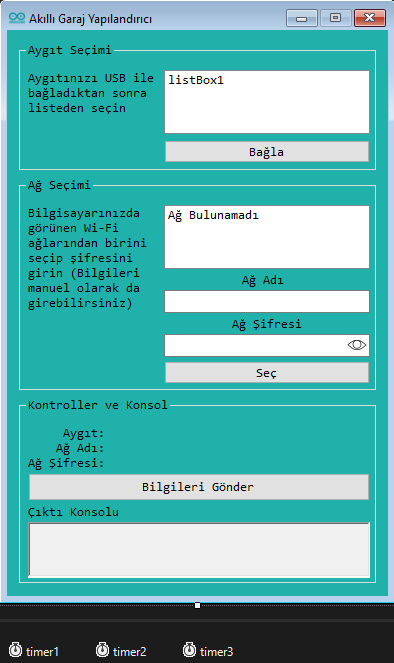 Akıllı Garaj Yapılandırıcı
Aygıt Seçimi
Aygıtınızı USB ile
bağladıktan sonra
listeden seçin
listBox1
Bağla
Ağ Seçimi
Bilgisayarınızda
görünen Wi-Fi
ağlarından birini
seçip şifresini
girin (Bilgileri
manuel olarak da
girebilirsiniz)
Ağ Bulunamadı
Ağ Adı
Ağ Şifresi
Seç
Kontroller ve Konsol
Aygıt:
Ağ Adı:
Ağ Şifresi:
Bilgileri Gönder
Çıktı Konsolu
timer1 timer2 timer3